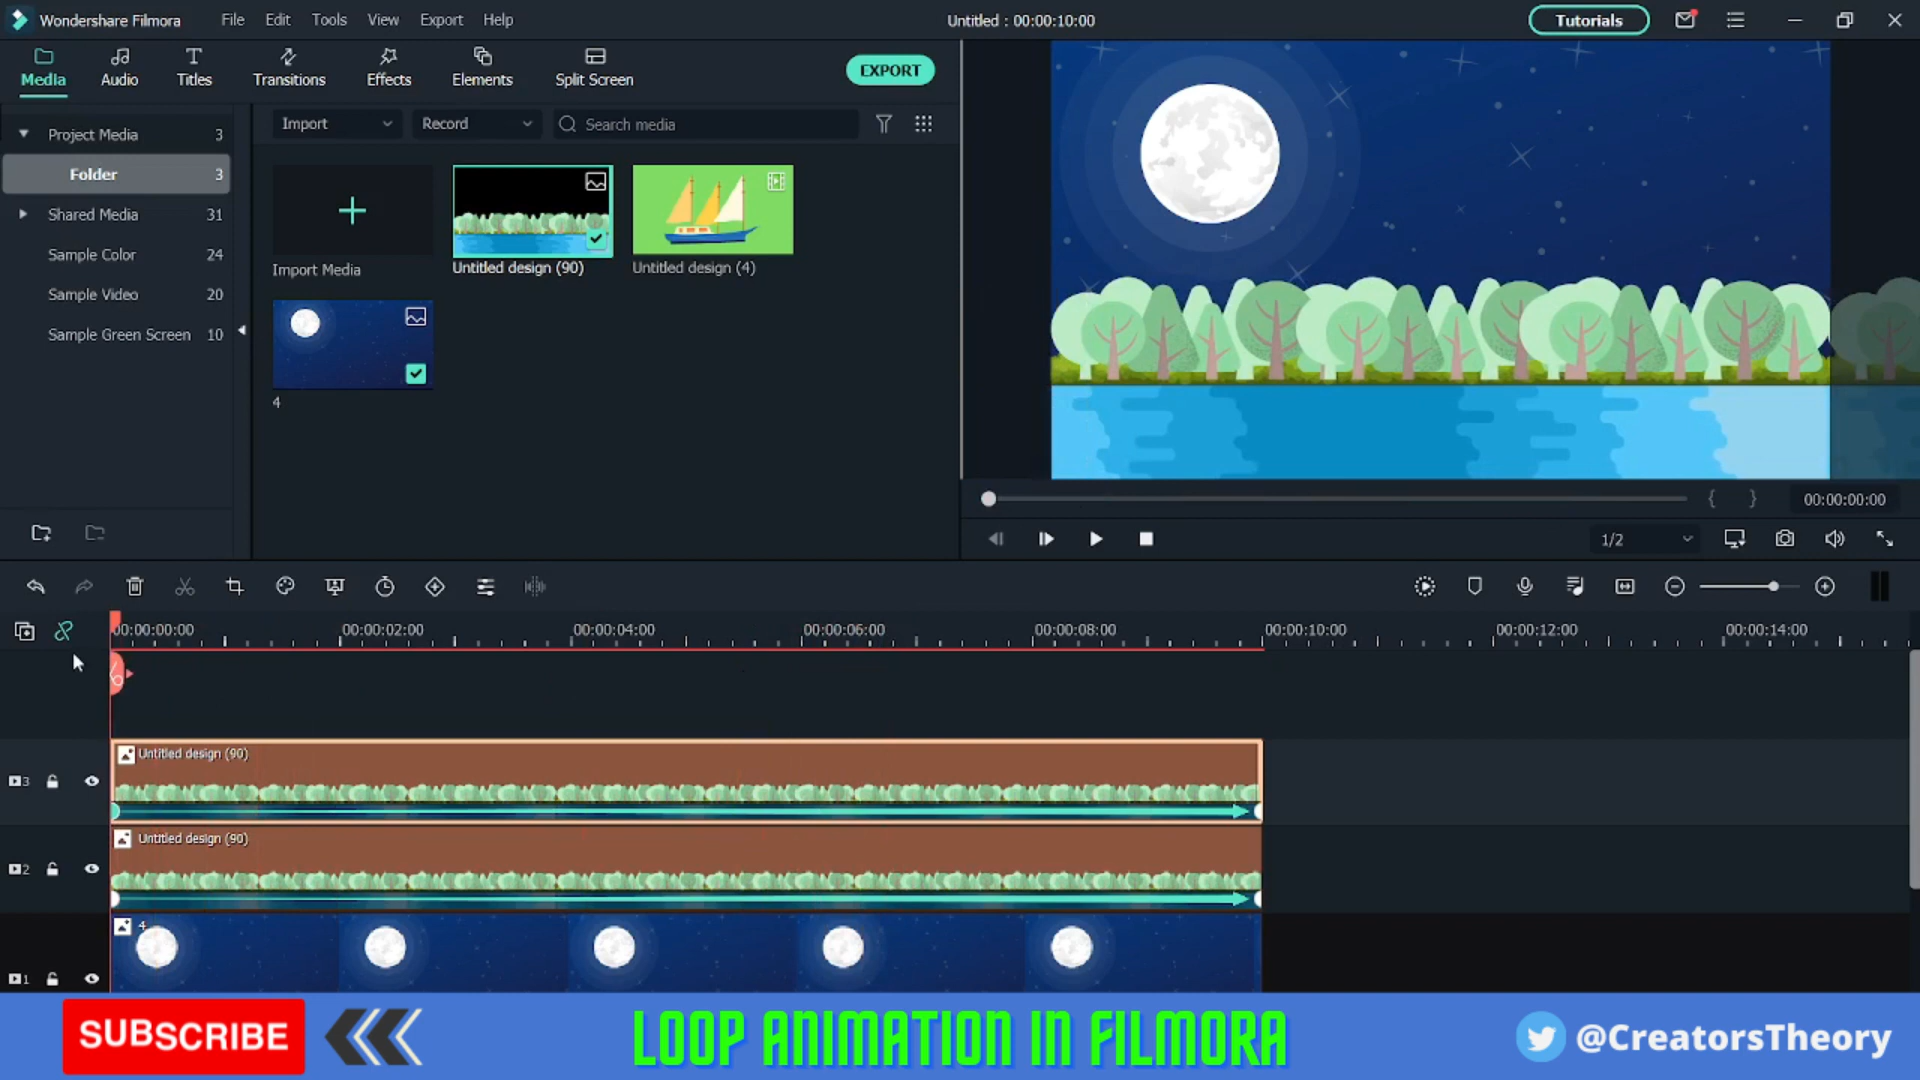 Wondershare Filmora
File
Edit
Tools
View
Export
Help
Untitled : 00:00:10:00
Tutorials
Media
Audio
Titles
Transitions
Effects
Elements
Split Screen
EXPORT
Project Media 3
Folder 3
Shared Media 31
Sample Color 24
Sample Video 20
Sample Green Screen 10
Import
Record
Search media
Import Media
Untitled design (90)
Untitled design (4)
4
00:00:00:00
1/2
00:00:00:00
00:00:02:00
00:00:04:00
00:00:06:00
00:00:08:00
00:00:10:00
00:00:12:00
00:00:14:00
3
Untitled design (90)
2
Untitled design (90)
1
4
SUBSCRIBE
LOOP ANIMATION IN FILMORA
@CreatorsTheory